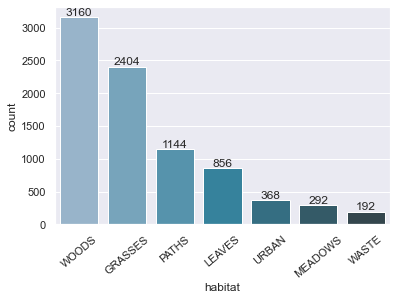 3160
3000
2500
2404
2000
1500
1144
1000
856
500
368
292
192
0
count
WOODS
GRASSES
PATHS
LEAVES
URBAN
MEADOWS
WASTE
habitat